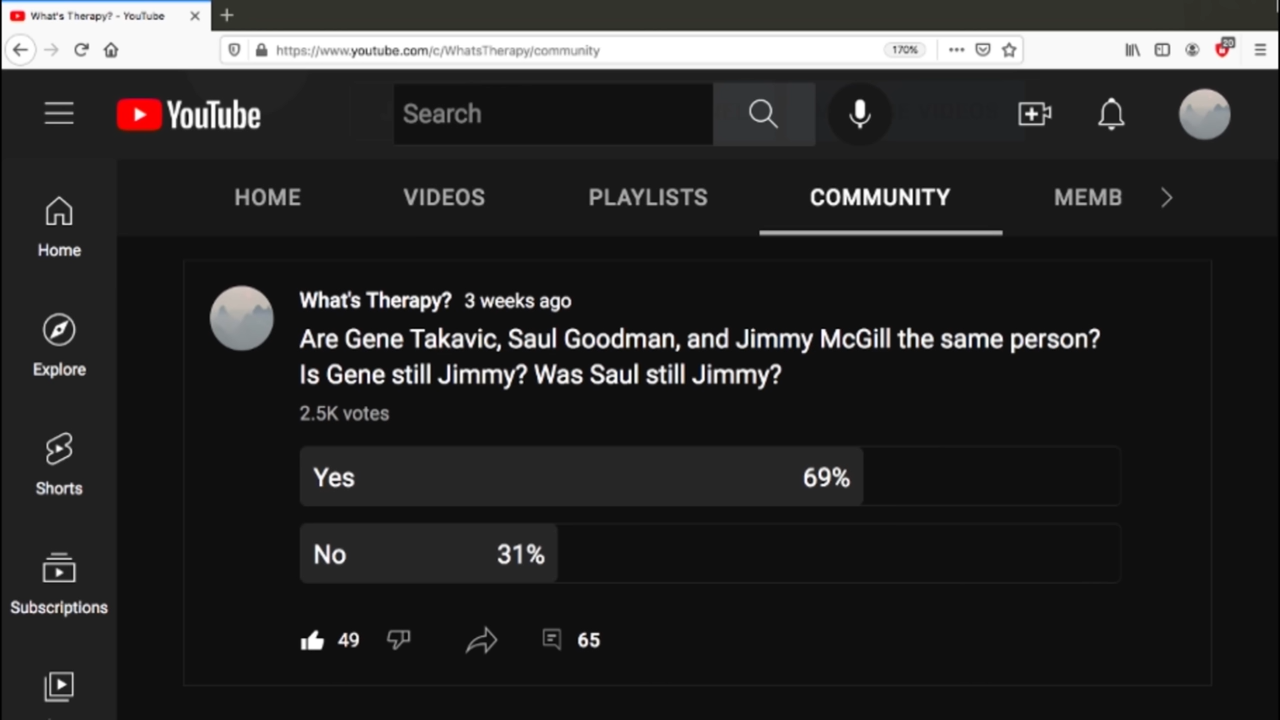 What's Therapy? - YouTube
https://www.youtube.com/c/WhatsTherapy/community
170%
20
YouTube
Search
HOME
VIDEOS
PLAYLISTS
COMMUNITY
MEMB
Home
Explore
Shorts
Subscriptions
What's Therapy? 3 weeks ago
Are Gene Takavic, Saul Goodman, and Jimmy McGill the same person?
Is Gene still Jimmy? Was Saul still Jimmy?
2.5K votes
Yes 69%
No 31%
49
65